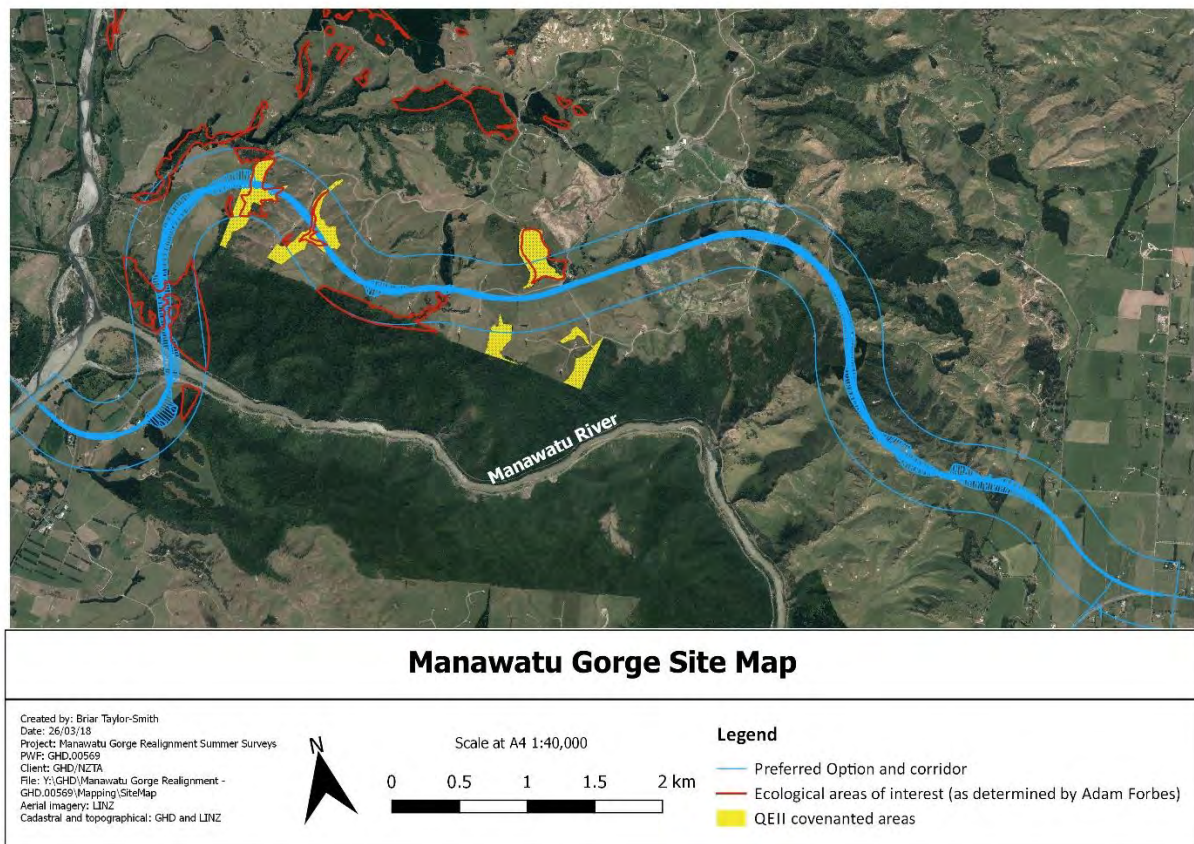 Manawatu River
Manawatu Gorge Site Map
Created by: Briar Taylor-Smith
Date: 26/03/18
Project: Manawatu Gorge Realignment Summer Surveys
PWF: GHD.00569
Client: GHD/NZTA
File: Y:\GHD\Manawatu Gorge Realignment -
GHD.00569\Mapping\SiteMap
Aerial imagery: LINZ
Cadastral and topographical: GHD and LINZ
N
Scale at A4 1:40,000
0 0.5 1 1.5 2 km
Legend
Preferred Option and corridor
Ecological areas of interest (as determined by Adam Forbes)
QEII covenanted areas